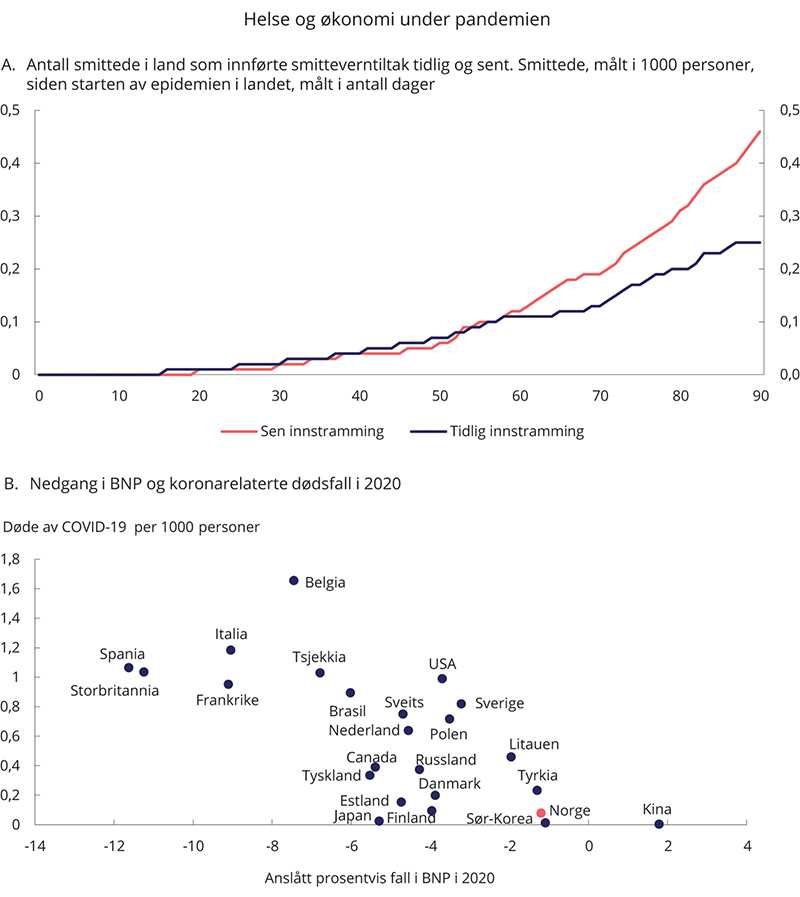 Helse og økonomi under pandemien
A. Antall smittede i land som innførte smitteverntiltak tidlig og sent. Smittede, målt i 1000 personer,
siden starten av epidemien i landet, målt i antall dager
0,5 0,5
0,4 0,4
0,3 0,3
0,2 0,2
0,1 0,1
0 0,0
0 10 20 30 40 50 60 70 80 90
Sen innstramming Tidlig innstramming
B. Nedgang i BNP og koronarelaterte dødsfall i 2020
Døde av COVID-19 per 1000 personer
1,8
1,6
Belgia
1,4
1,2
Italia
Spania
Tsjekkia
USA
1
Storbritannia
Frankrike
0,8
Brasil
Sveits
Sverige
Nederland
Polen
0,6
Litauen
Canada
Russland
0,4
Tyskland
Danmark
Tyrkia
0,2
Estland
Japan
Finland
Sør-Korea
Norge
Kina
0
-14 -12 -10 -8 -6 -4 -2 0 2 4
Anslått prosentvis fall i BNP i 2020